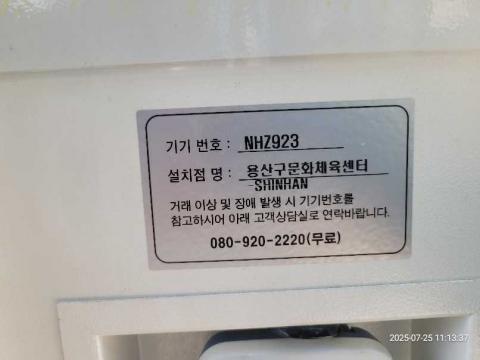 기기 번호 : NHZ923
설치점 명 : 용산구문화체육센터
-SHINHAN
거래 이상 및 장애 발생 시 기기번호를
참고하시어 아래 고객상담실로 연락바랍니다.
080-920-2220(무료)
2025-07-25 11:13:37